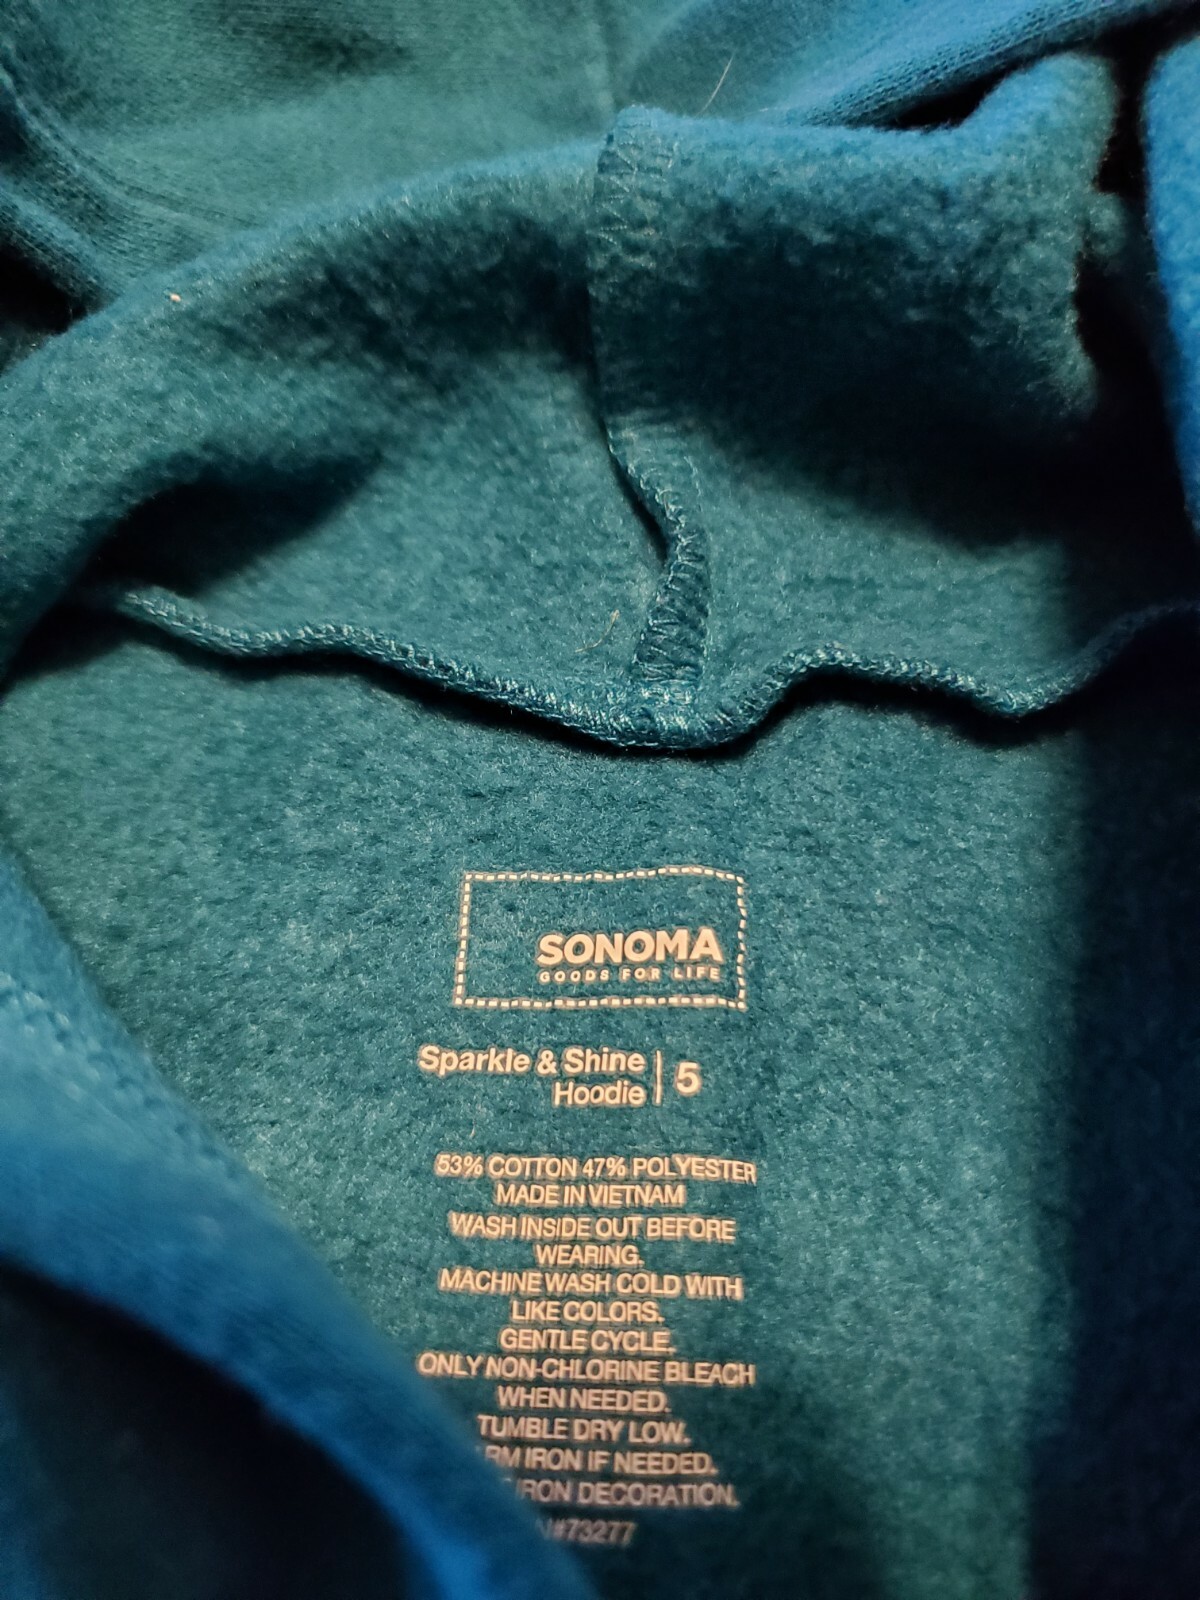 SONOMA
GOODS FOR LIFE
Sparkle & Shine
Hoodie | 5
53% COTTON 47% POLYESTER
MADE IN VIETNAM
WASH INSIDE OUT BEFORE
WEARING.
MACHINE WASH COLD WITH
LIKE COLORS.
GENTLE CYCLE.
ONLY NON-CHLORINE BLEACH
WHEN NEEDED.
TUMBLE DRY LOW.
IRON IF NEEDED.
IRON DECORATION.
#73277